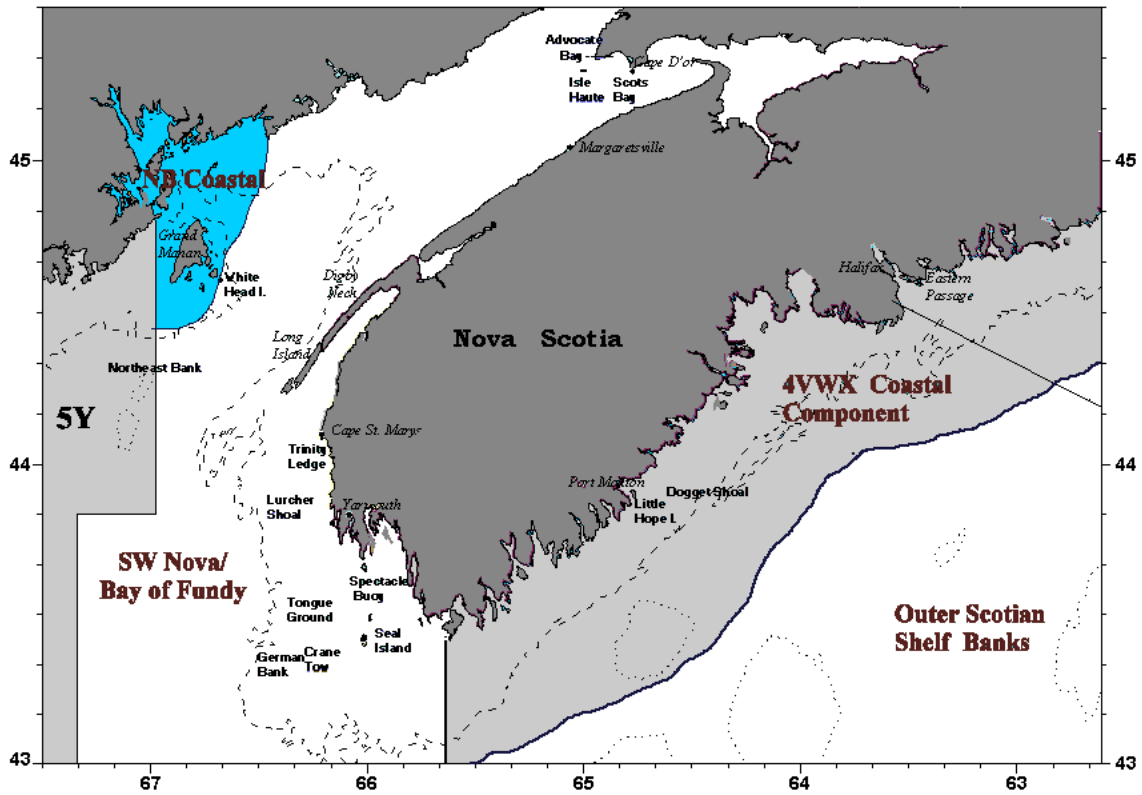 Advocate
Bay
Cape D'or
Isle
Haute
Scots
Bay
45
Margaretsville
45
NB Coastal
Grand
Manan
White
Head I.
Digby
Neck
Halifax
Eastern
Passage
Long
Island
Nova Scotia
Northeast Bank
4VWX Coastal
Component
5Y
Cape St. Marys
44
Trinity
Ledge
44
Port Mouton
Dogget Shoal
Lurcher
Shoal
Yarmouth
Little
Hope I.
SW Nova/
Bay of Fundy
Spectacle
Buoy
Tongue
Ground
Outer Scotian
Shelf Banks
Seal
Island
German
Bank
Crane
Tow
43
43
67
66
65
64
63